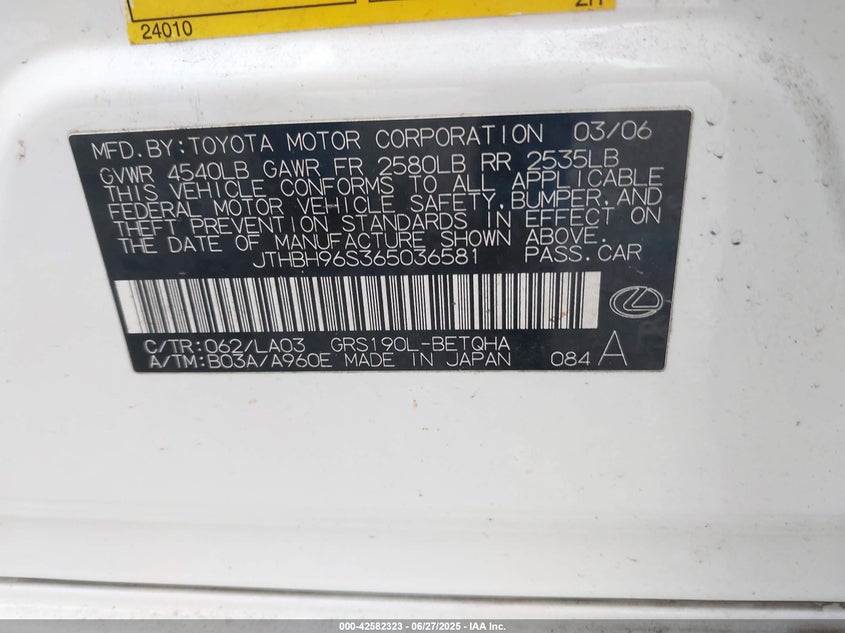 24010
MFD.BY:TOYOTA MOTOR CORPORATION 03/06
GVWR 4540LB GAWR FR 2580LB RR 2535LB
THIS VEHICLE CONFORMS TO ALL APPLICABLE
FEDERAL MOTOR VEHICLE SAFETY,BUMPER,AND
THEFT PREVENTION STANDARDS IN EFFECT ON
THE DATE OF MANUFACTURE SHOWN ABOVE.
JTHBH96S365036581 PASS.CAR
C/TR:062/LA03 GRS190L-BETQHA
A/TM:B03A/A960E MADE IN JAPAN 084 A
000-42582323 - 06/27/2025 - IAA Inc.